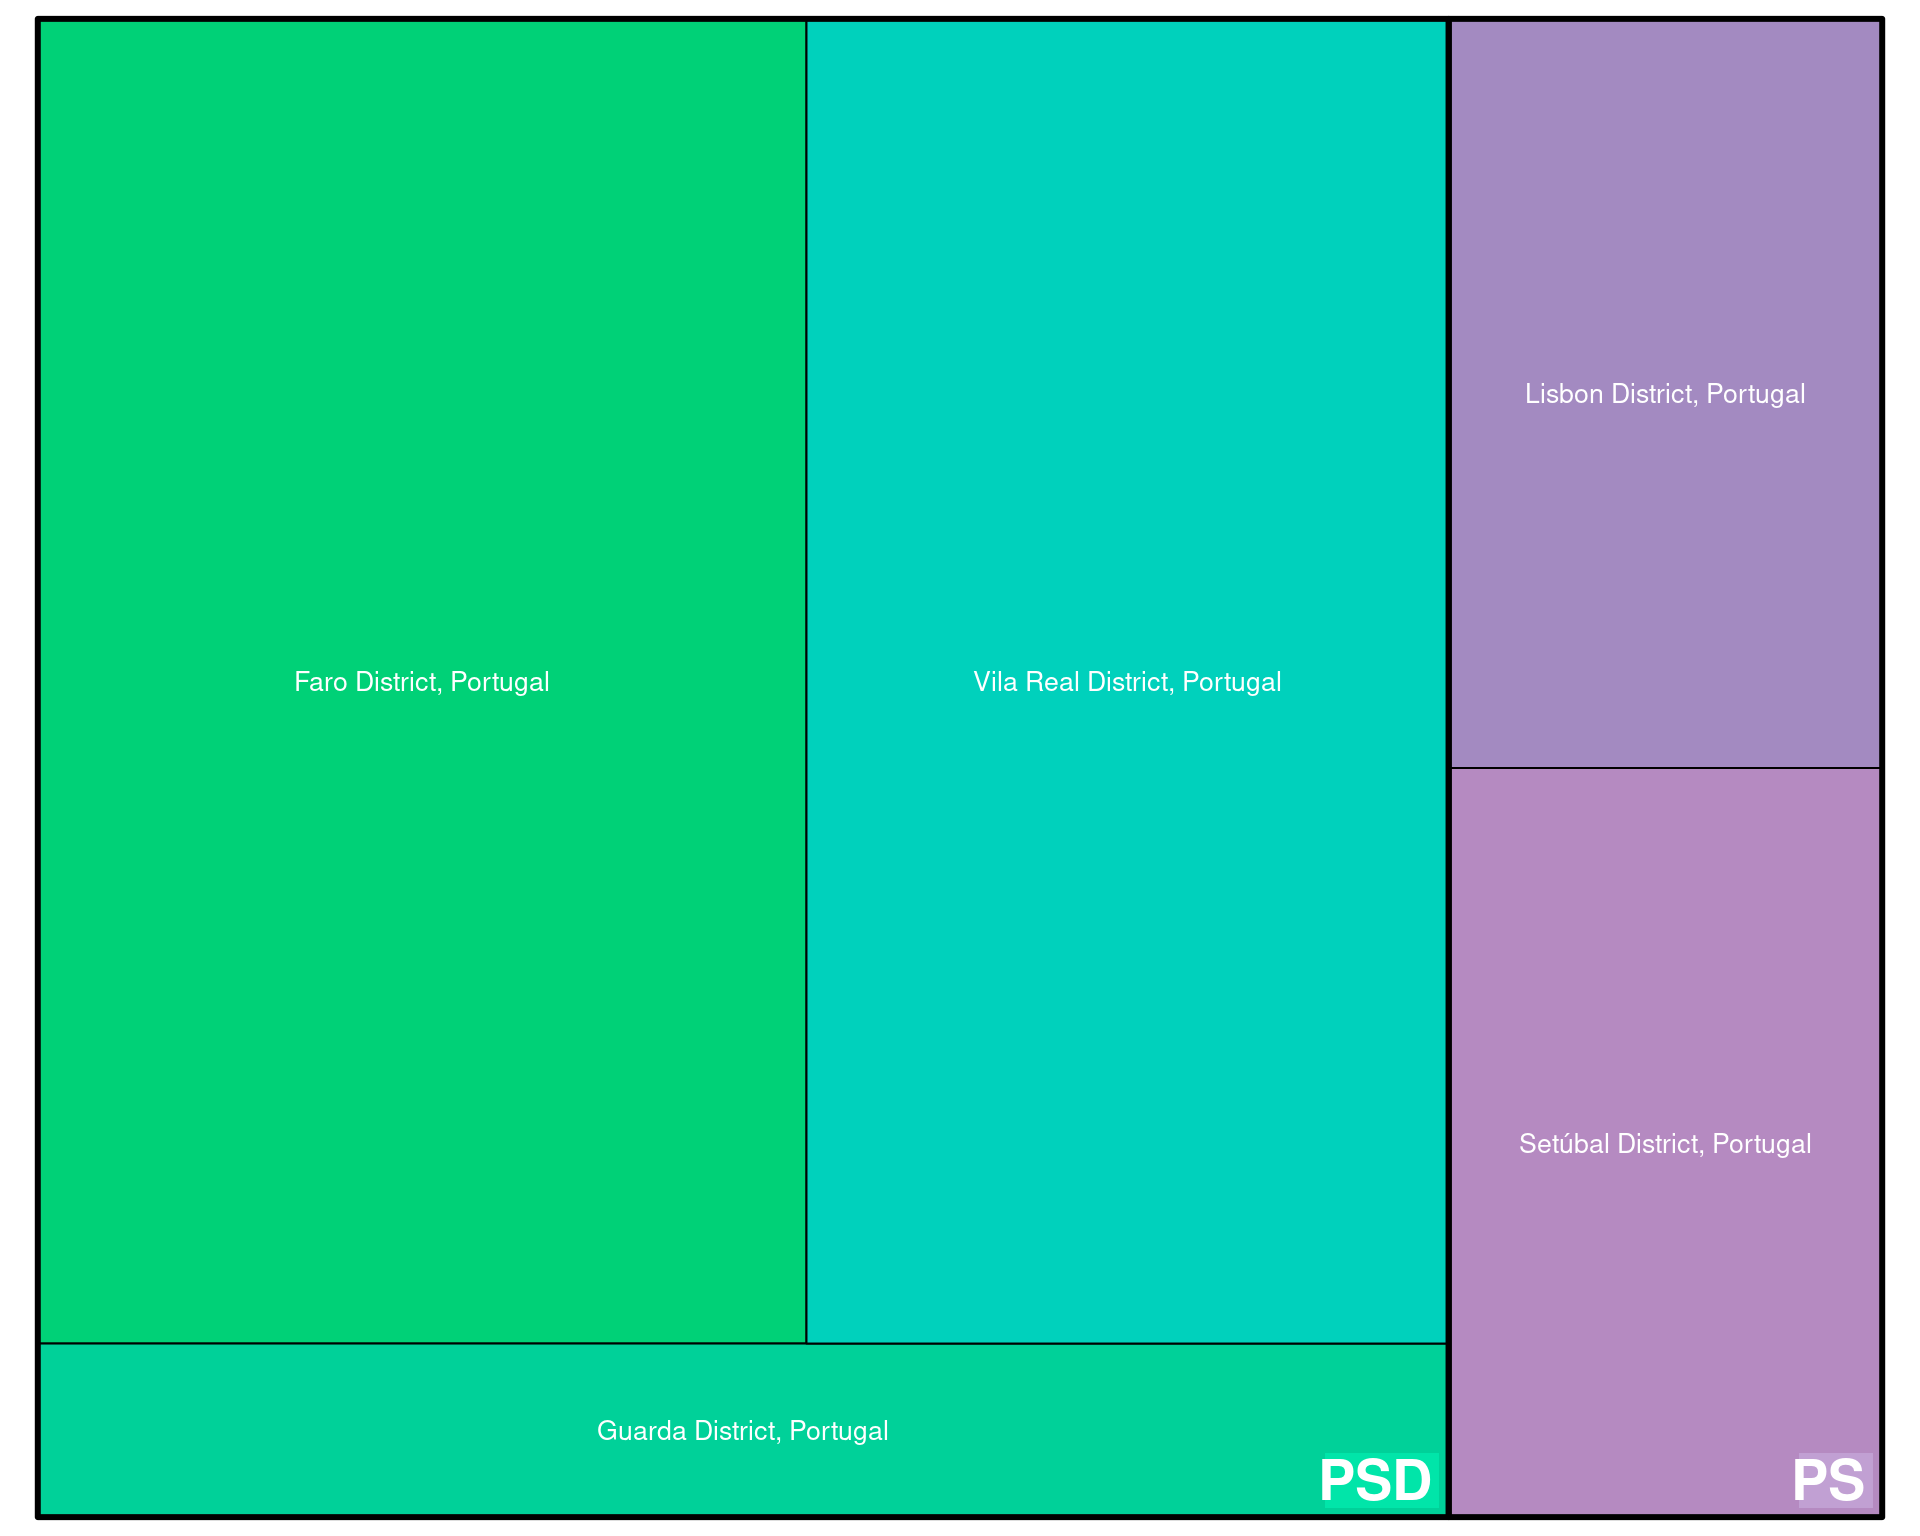 Lisbon District, Portugal
Faro District, Portugal
Vila Real District, Portugal
Setúbal District, Portugal
Guarda District, Portugal
PSD
PS